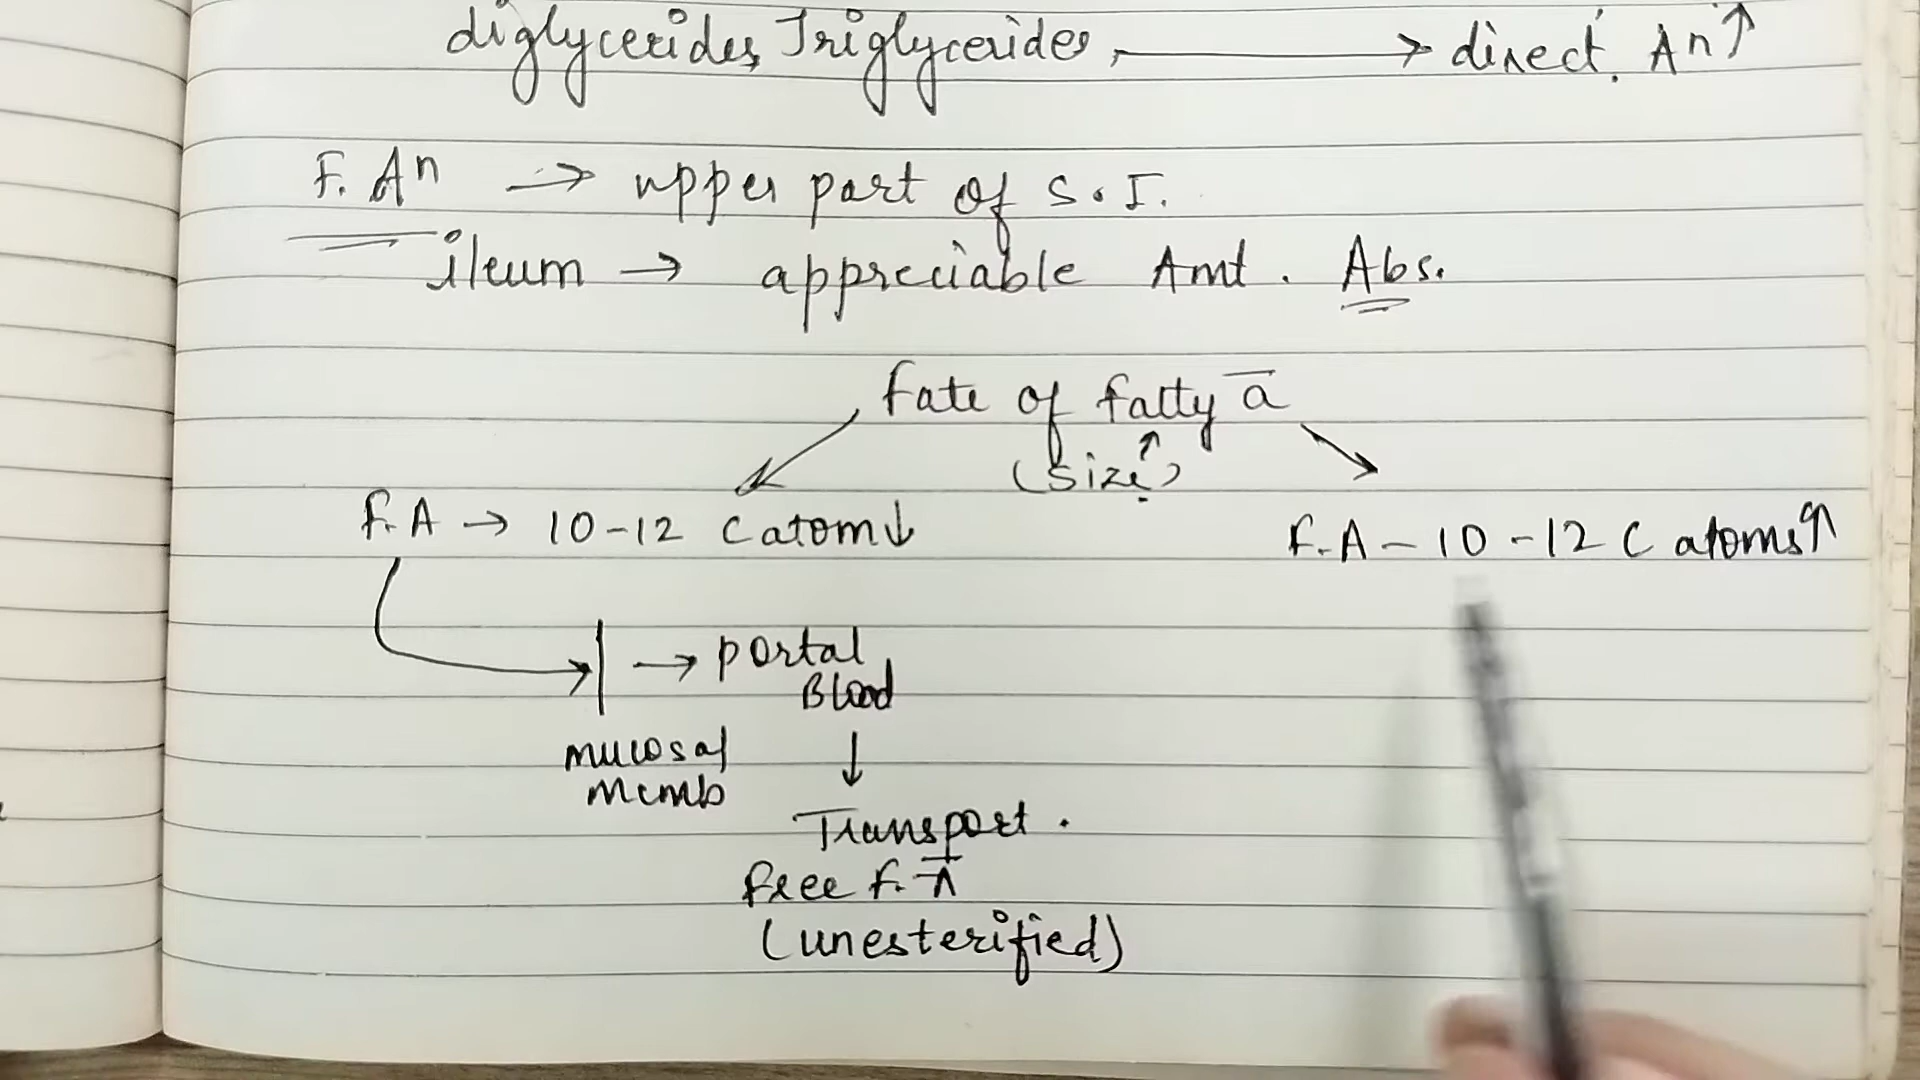 diglycerides, Triglycerides, → direct. An↑
F. Aⁿ → upper part of S.I.
ileum → appreciable Amt. Abs.
Fate of fatty a̅
(size)
F.A → 10-12 C atom↓
F.A - 10-12 C atoms↑
→ portal
Blood
mucosal
Memb
↓
Transport.
free f. A̅
(unesterified)